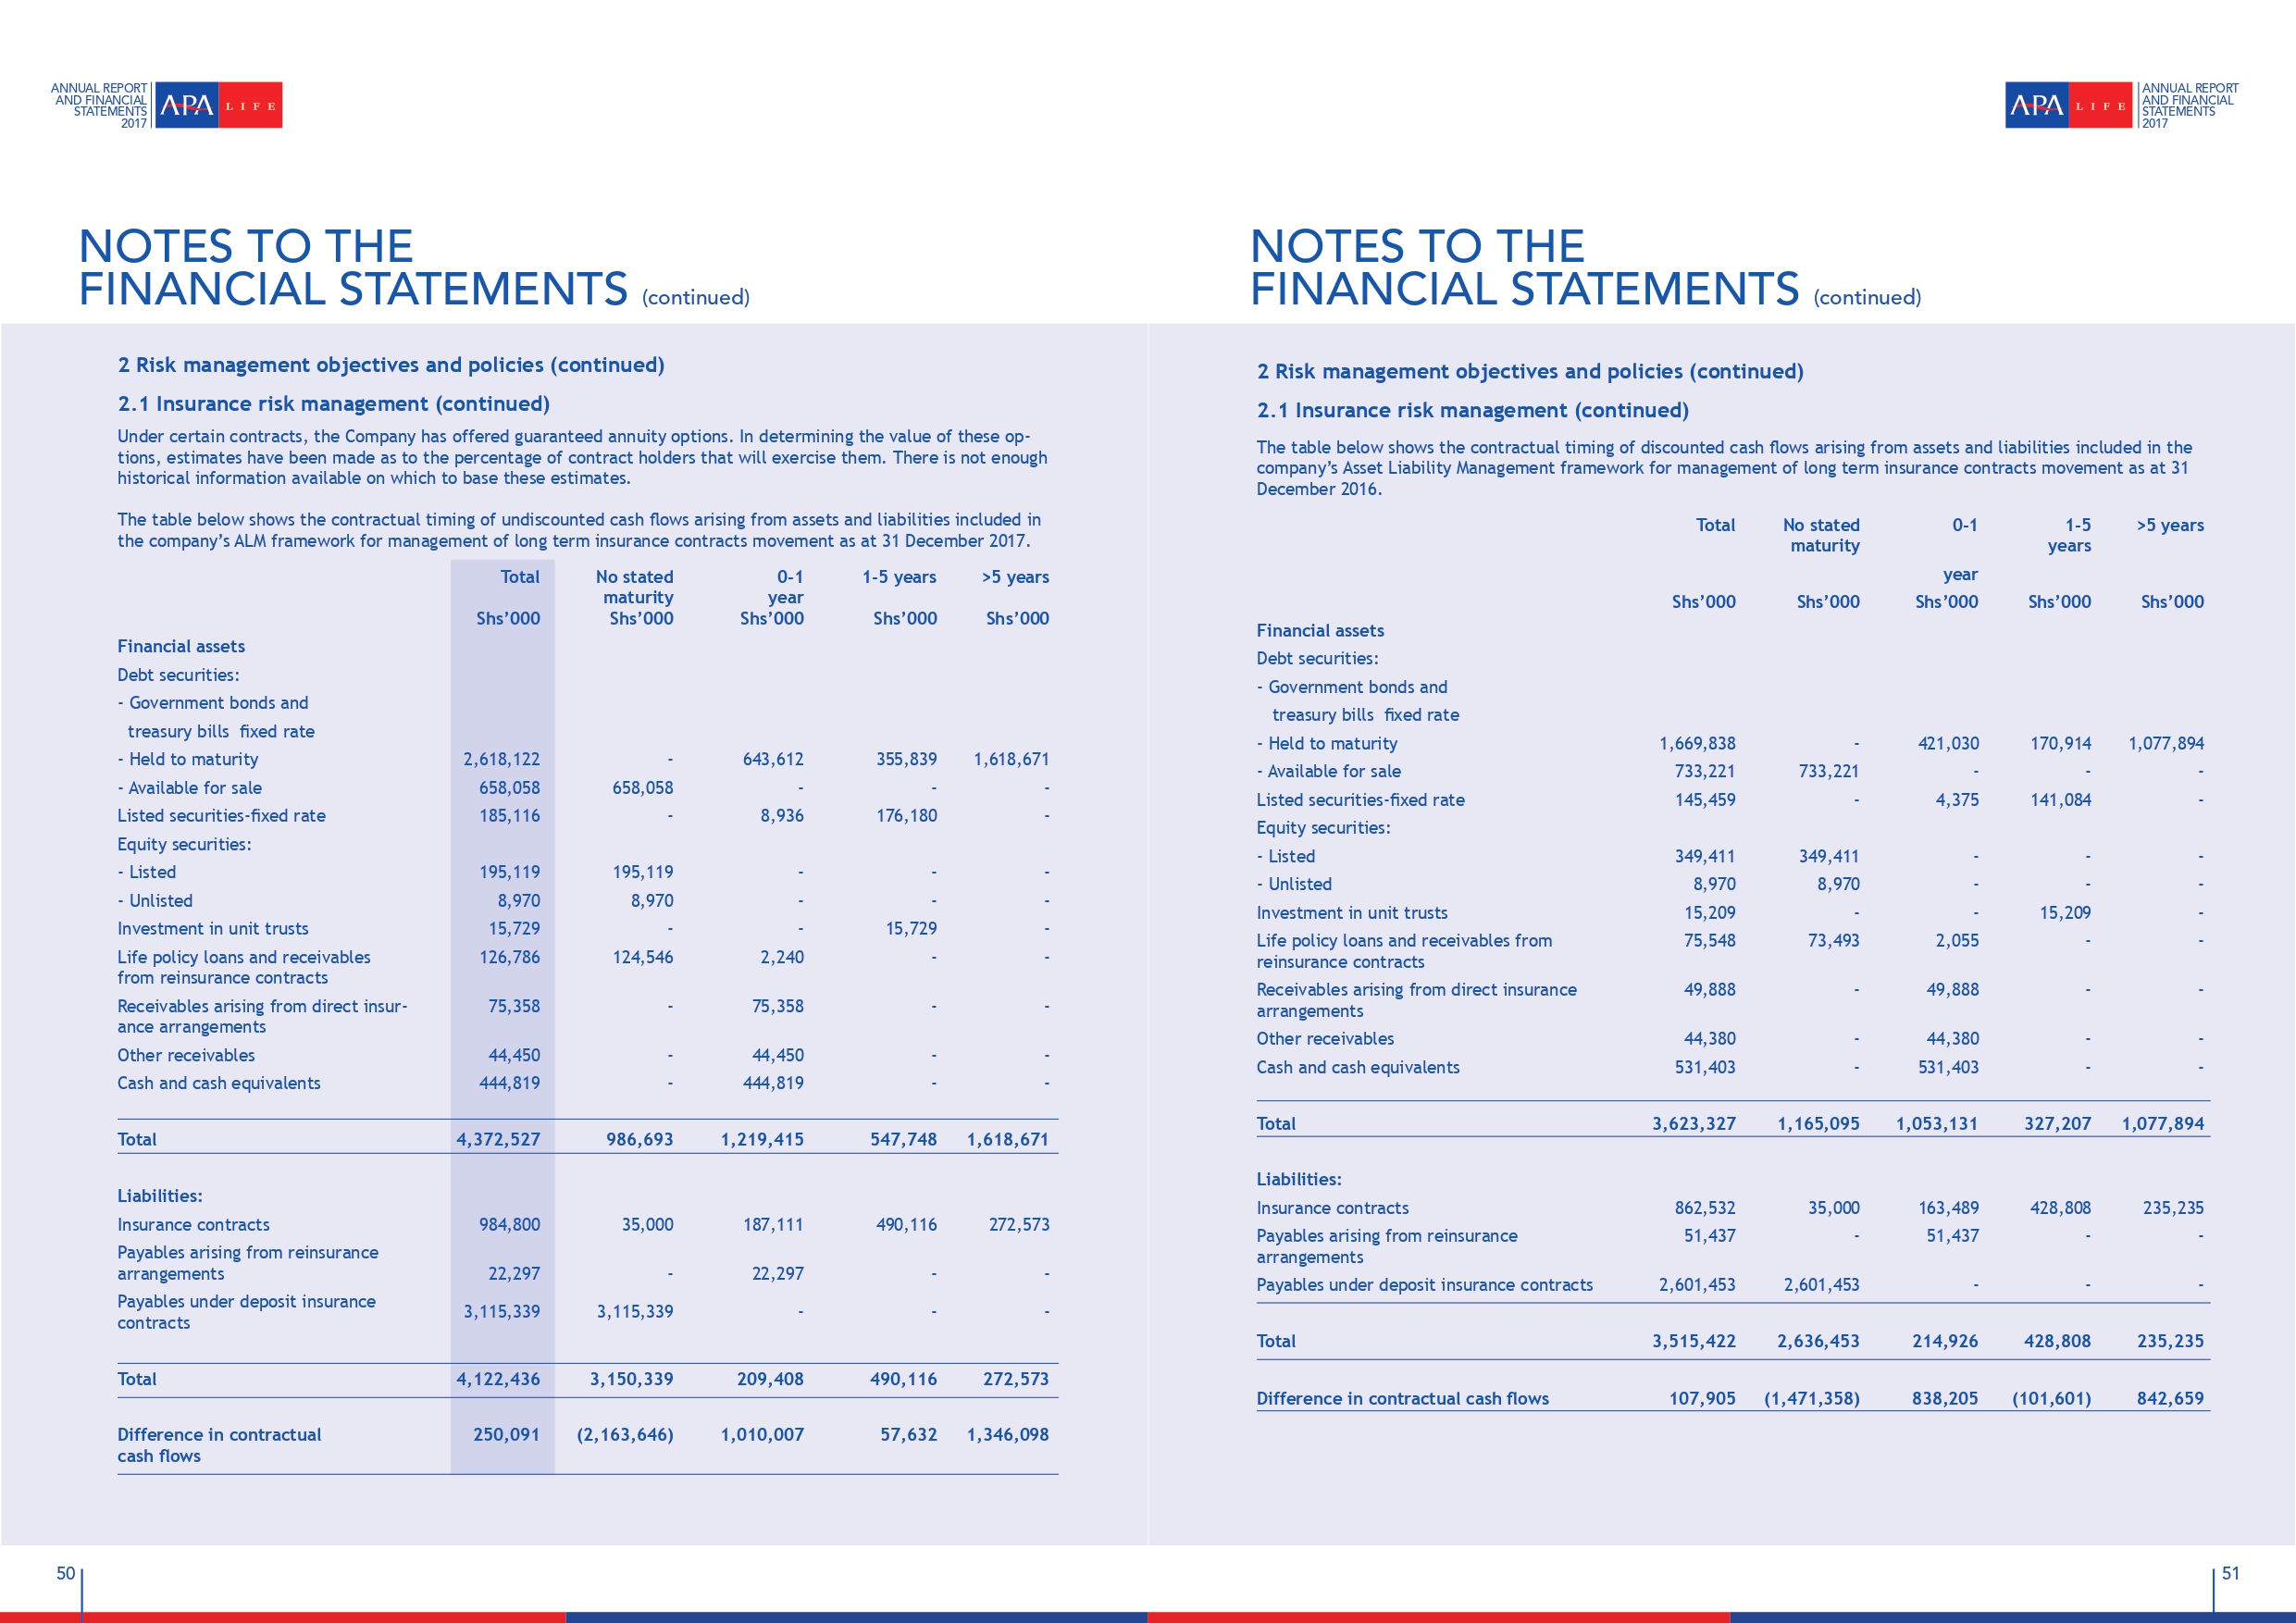 ANNUAL REPORT
AND FINANCIAL
STATEMENTS
2017
APA LIFE
NOTES TO THE
FINANCIAL STATEMENTS (continued)
2 Risk management objectives and policies (continued)
2.1 Insurance risk management (continued)
Under certain contracts, the Company has offered guaranteed annuity options. In determining the value of these op-
tions, estimates have been made as to the percentage of contract holders that will exercise them. There is not enough
historical information available on which to base these estimates.
The table below shows the contractual timing of undiscounted cash flows arising from assets and liabilities included in
the company's ALM framework for management of long term insurance contracts movement as at 31 December 2017.
Total No stated 0-1 1-5 years >5 years
maturity year
Shs'000 Shs'000 Shs'000 Shs'000 Shs'000
Financial assets
Debt securities:
- Government bonds and
treasury bills fixed rate
- Held to maturity 2,618,122 - 643,612 355,839 1,618,671
- Available for sale 658,058 658,058 - - -
Listed securities-fixed rate 185,116 - 8,936 176,180 -
Equity securities:
- Listed 195,119 195,119 - - -
- Unlisted 8,970 8,970 - - -
Investment in unit trusts 15,729 - - 15,729 -
Life policy loans and receivables 126,786 124,546 2,240 - -
from reinsurance contracts
Receivables arising from direct insur- 75,358 - 75,358 - -
ance arrangements
Other receivables 44,450 - 44,450 - -
Cash and cash equivalents 444,819 - 444,819 - -
Total 4,372,527 986,693 1,219,415 547,748 1,618,671
Liabilities:
Insurance contracts 984,800 35,000 187,111 490,116 272,573
Payables arising from reinsurance
arrangements 22,297 - 22,297 - -
Payables under deposit insurance
contracts 3,115,339 3,115,339 - - -
Total 4,122,436 3,150,339 209,408 490,116 272,573
Difference in contractual 250,091 (2,163,646) 1,010,007 57,632 1,346,098
cash flows
50
APA LIFE
ANNUAL REPORT
AND FINANCIAL
STATEMENTS
2017
NOTES TO THE
FINANCIAL STATEMENTS (continued)
2 Risk management objectives and policies (continued)
2.1 Insurance risk management (continued)
The table below shows the contractual timing of discounted cash flows arising from assets and liabilities included in the
company's Asset Liability Management framework for management of long term insurance contracts movement as at 31
December 2016.
Total No stated 0-1 1-5 >5 years
maturity years
year
Shs'000 Shs'000 Shs'000 Shs'000 Shs'000
Financial assets
Debt securities:
- Government bonds and
treasury bills fixed rate
- Held to maturity 1,669,838 - 421,030 170,914 1,077,894
- Available for sale 733,221 733,221 - - -
Listed securities-fixed rate 145,459 - 4,375 141,084 -
Equity securities:
- Listed 349,411 349,411 - - -
- Unlisted 8,970 8,970 - - -
Investment in unit trusts 15,209 - - 15,209 -
Life policy loans and receivables from 75,548 73,493 2,055 - -
reinsurance contracts
Receivables arising from direct insurance 49,888 - 49,888 - -
arrangements
Other receivables 44,380 - 44,380 - -
Cash and cash equivalents 531,403 - 531,403 - -
Total 3,623,327 1,165,095 1,053,131 327,207 1,077,894
Liabilities:
Insurance contracts 862,532 35,000 163,489 428,808 235,235
Payables arising from reinsurance 51,437 - 51,437 - -
arrangements
Payables under deposit insurance contracts 2,601,453 2,601,453 - - -
Total 3,515,422 2,636,453 214,926 428,808 235,235
Difference in contractual cash flows 107,905 (1,471,358) 838,205 (101,601) 842,659
51